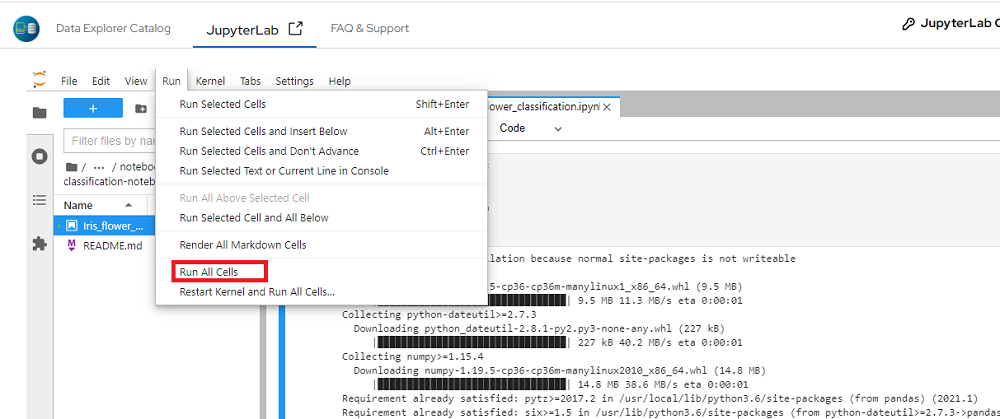 Data Explorer Catalog
JupyterLab
FAQ & Support
JupyterLab
File Edit View Run Kernel Tabs Settings Help
Run Selected Cells Shift+Enter
Run Selected Cells and Insert Below Alt+Enter
Run Selected Cells and Don't Advance Ctrl+Enter
Run Selected Text or Current Line in Console
Run All Above Selected Cell
Run Selected Cell and All Below
Render All Markdown Cells
Run All Cells
Restart Kernel and Run All Cells...
+
Filter files by na
/ ··· / noteboo
classification-noteb
Name
Iris_flower_...
README.md
ower_classification.ipynb
Code
llation because normal site-packages is not writeable
5-cp36-cp36m-manylinux1_x86_64.whl (9.5 MB)
| 9.5 MB 11.3 MB/s eta 0:00:01
Collecting python-dateutil>=2.7.3
Downloading python_dateutil-2.8.1-py2.py3-none-any.whl (227 kB)
| 227 kB 40.2 MB/s eta 0:00:01
Collecting numpy>=1.15.4
Downloading numpy-1.19.5-cp36-cp36m-manylinux2010_x86_64.whl (14.8 MB)
| 14.8 MB 38.6 MB/s eta 0:00:01
Requirement already satisfied: pytz>=2017.2 in /usr/local/lib/python3.6/site-packages (from pandas) (2021.1)
Requirement already satisfied: six>=1.5 in /usr/lib/python3.6/site-packages (from python-dateutil>=2.7.3->pandas